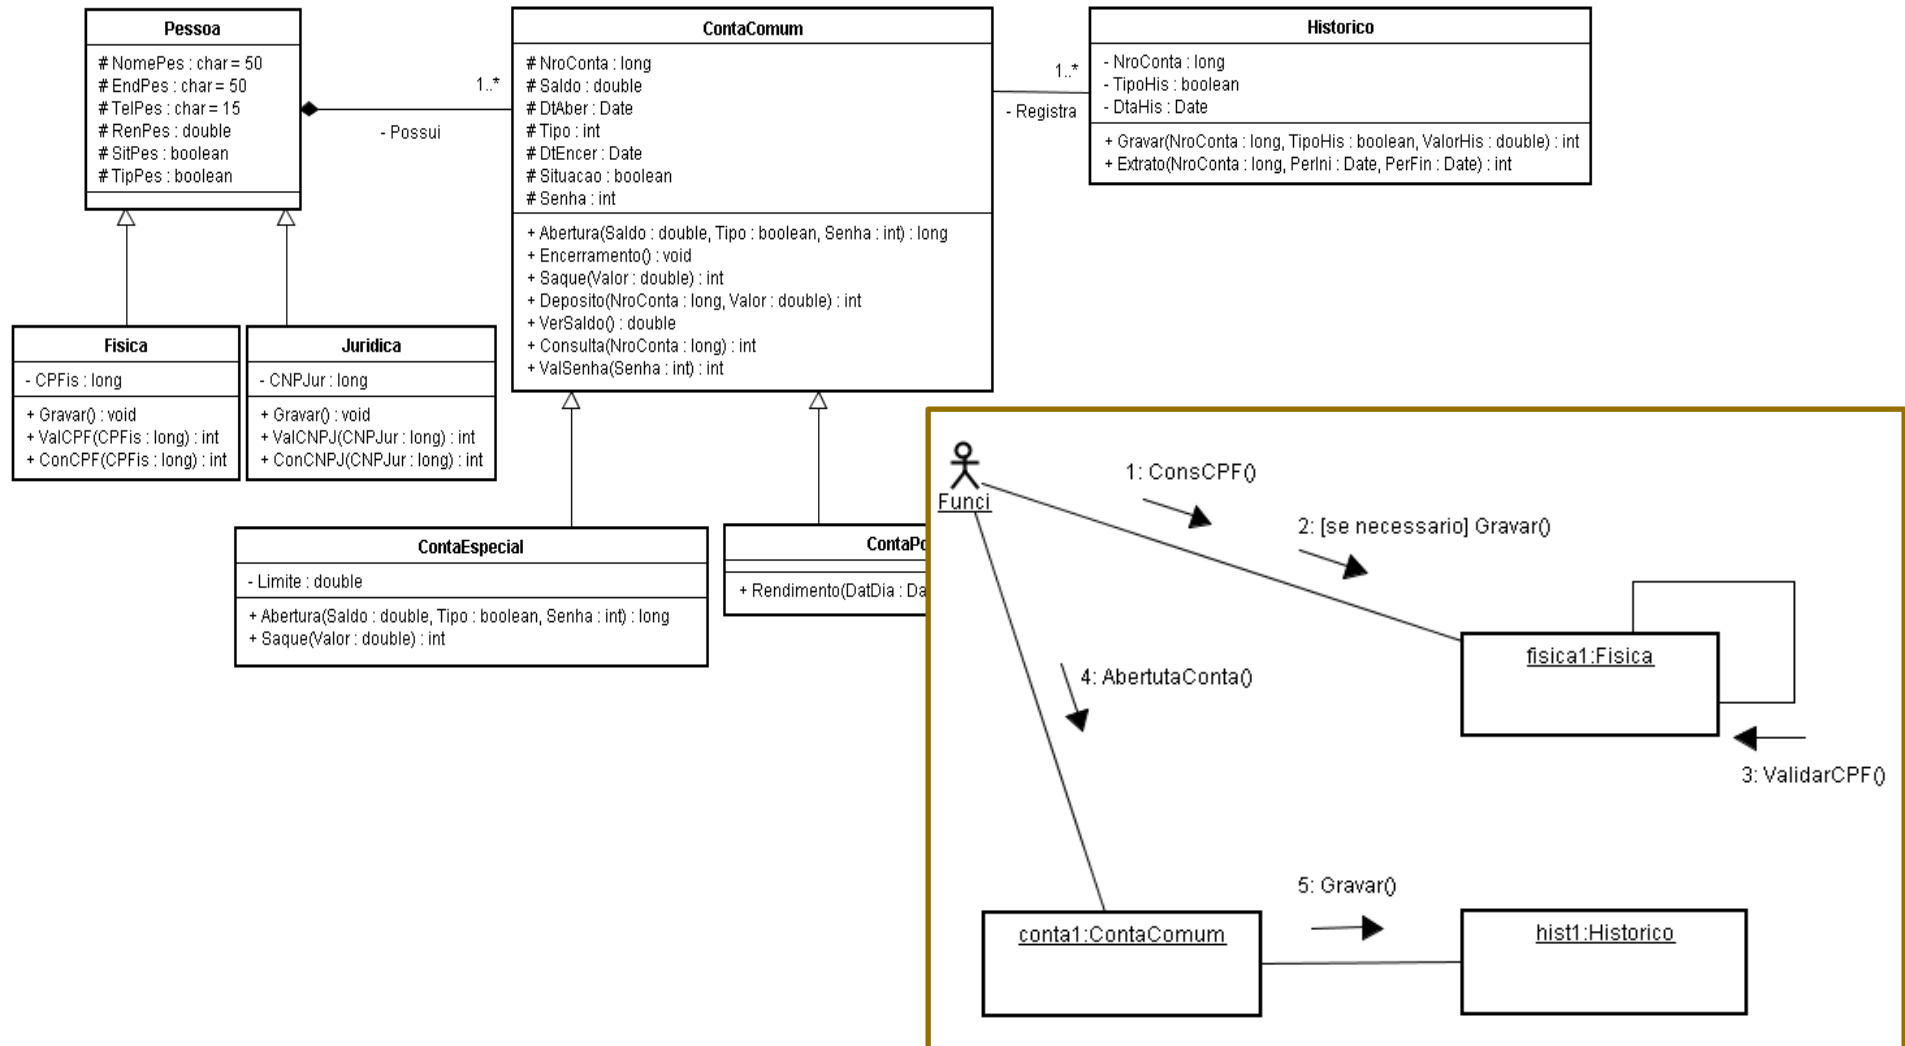 Pessoa
# NomePes : char = 50
# EndPes : char = 50
# TelPes : char = 15
# RenPes : double
# SitPes : boolean
# TipPes : boolean
1..*
- Possui
ContaComum
# NroConta : long
# Saldo : double
# DtAber : Date
# Tipo : int
# DtEncer : Date
# Situacao : boolean
# Senha : int
+ Abertura(Saldo : double, Tipo : boolean, Senha : int) : long
+ Encerramento() : void
+ Saque(Valor : double) : int
+ Deposito(NroConta : long, Valor : double) : int
+ VerSaldo() : double
+ Consulta(NroConta : long) : int
+ ValSenha(Senha : int) : int
1..*
- Registra
Historico
- NroConta : long
- TipoHis : boolean
- DtaHis : Date
+ Gravar(NroConta : long, TipoHis : boolean, ValorHis : double) : int
+ Extrato(NroConta : long, PerIni : Date, PerFin : Date) : int
Fisica
- CPFis : long
+ Gravar() : void
+ ValCPF(CPFis : long) : int
+ ConCPF(CPFis : long) : int
Juridica
- CNPJur : long
+ Gravar() : void
+ ValCNPJ(CNPJur : long) : int
+ ConCNPJ(CNPJur : long) : int
ContaEspecial
- Limite : double
+ Abertura(Saldo : double, Tipo : boolean, Senha : int) : long
+ Saque(Valor : double) : int
+ Rendimento(DatDia :
Funci
1: ConsCPF()
2: [se necessario] Gravar()
fisica1:Fisica
3: ValidarCPF()
4: AbertutaConta()
conta1:ContaComum
5: Gravar()
hist1:Historico